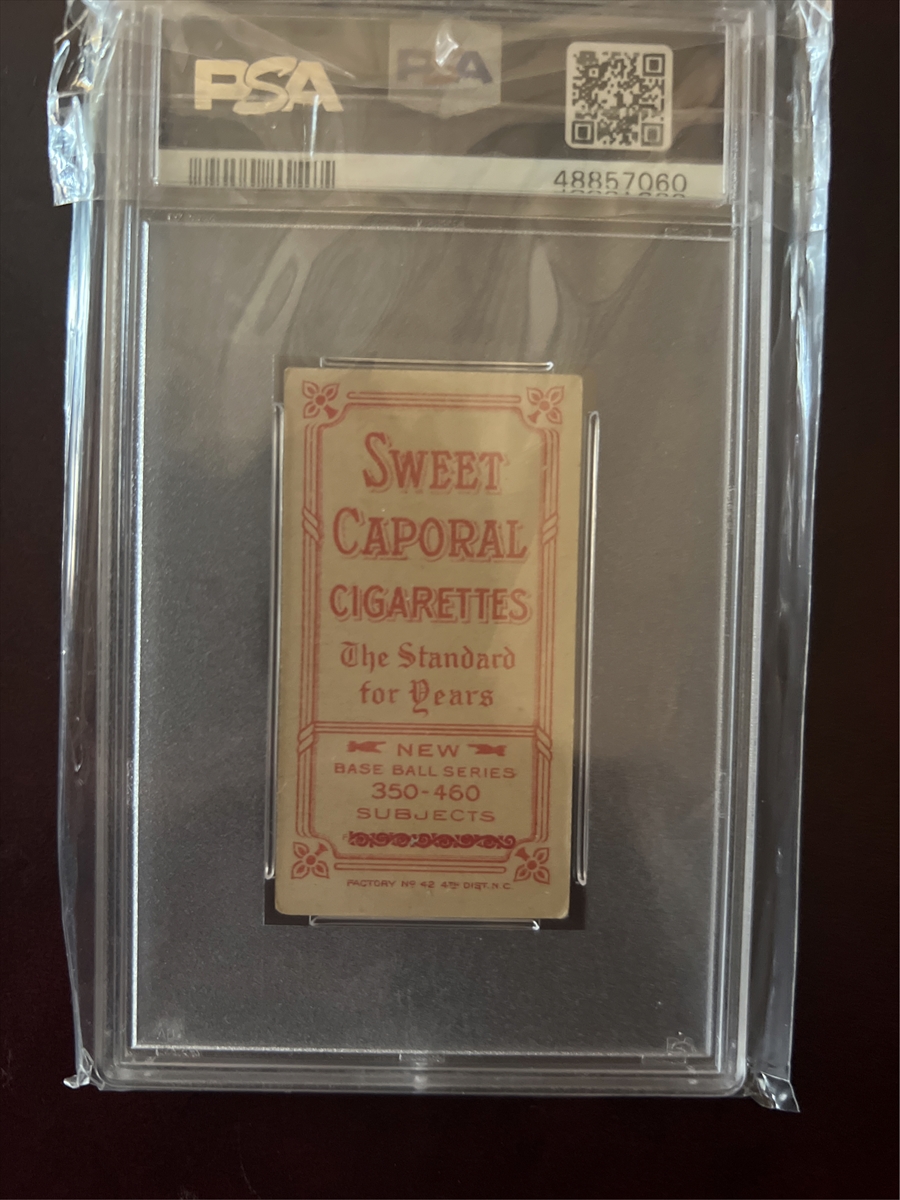 PSA
PSA
48857060
SWEET
CAPORAL
CIGARETTES
The Standard
for Years
NEW
BASE BALL SERIES
350-460
SUBJECTS
FACTORY Nº 42 4TH DIST. N.C.